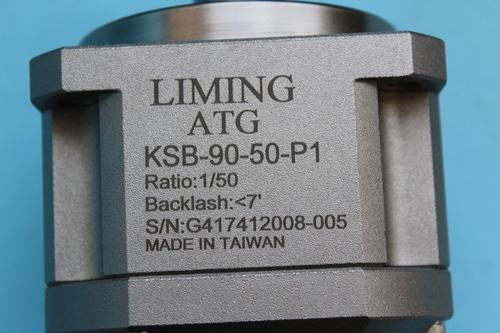 LIMING
ATG
KSB-90-50-P1
Ratio:1/50
Backlash:<7'
S/N:G417412008-005
MADE IN TAIWAN